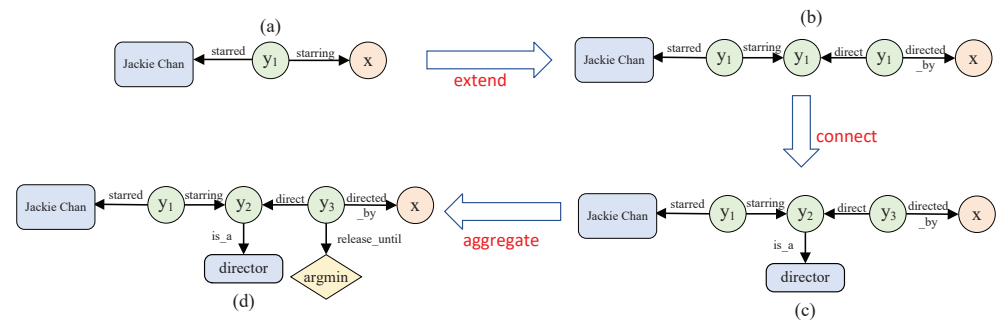 (a)
Jackie Chan
starred
y1
starring
x
extend
(b)
Jackie Chan
starred
y1
starring
y1
direct
y1
directed
_by
x
connect
Jackie Chan
starred
y1
starring
y2
direct
y3
directed
_by
x
is_a
director
(c)
aggregate
Jackie Chan
starred
y1
starring
y2
direct
y3
directed
_by
x
is_a
release_until
director
argmin
(d)